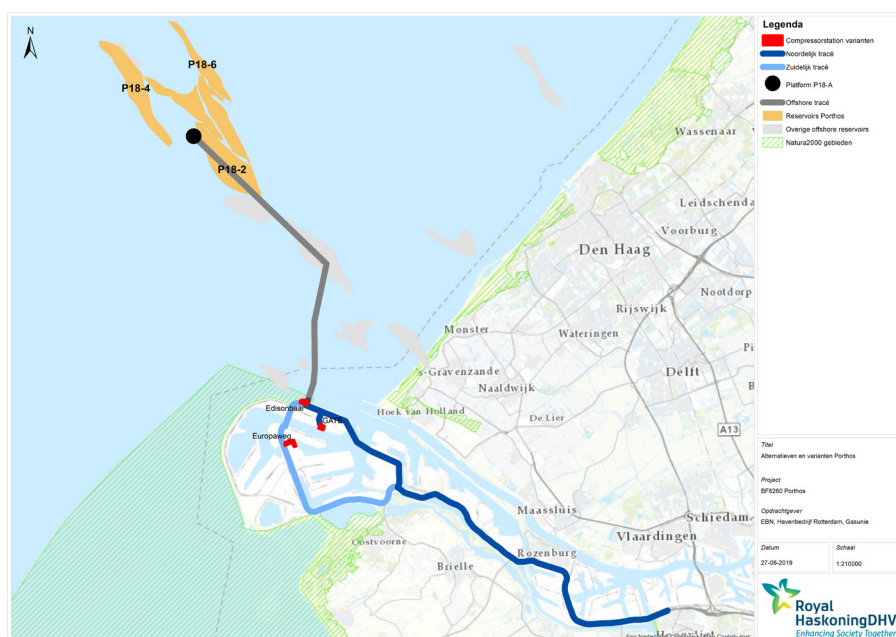 N
P18-6
P18-4
P18-2
Wassenaar
Leidschenda
Voorburg
Den Haag
Nootdorp
Rijswijk
Monster
Wateringen
Delft
's-Gravenzande
Naaldwijk
Edisonbaai
GATE
Hoek van Holland
De Lier
Europaweg
A13
Maassluis
Schiedam
Vlaardingen
Oostvoorne
Rozenburg
Brielle
Legenda
Compressorstation varianten
Noordelijk tracé
Zuidelijk tracé
Platform P18-A
Offshore tracé
Reservoirs Porthos
Overige offshore reservoirs
Natura2000 gebieden
Titel
Alternatieven en varianten Porthos
Project
BF8260 Porthos
Opdrachtgever
EBN, Havenbedrijf Rotterdam, Gasunie
Datum
Schaal
27-06-2019
1:210000
Royal
HaskoningDHV
Enhancing Society Together